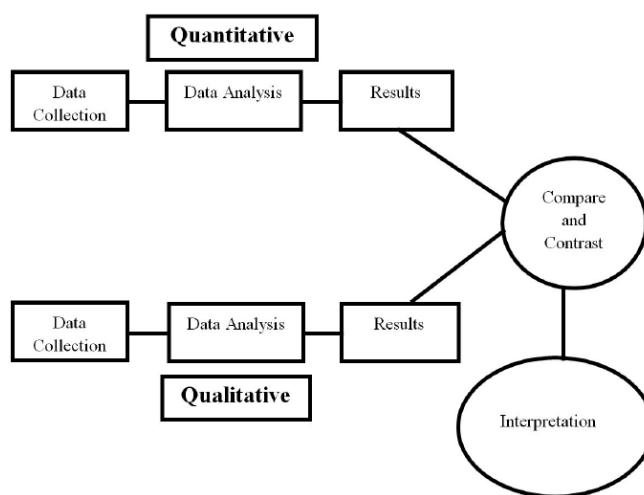 Quantitative
Data
Collection
Data Analysis
Results
Compare
and
Contrast
Data
Collection
Data Analysis
Results
Qualitative
Interpretation